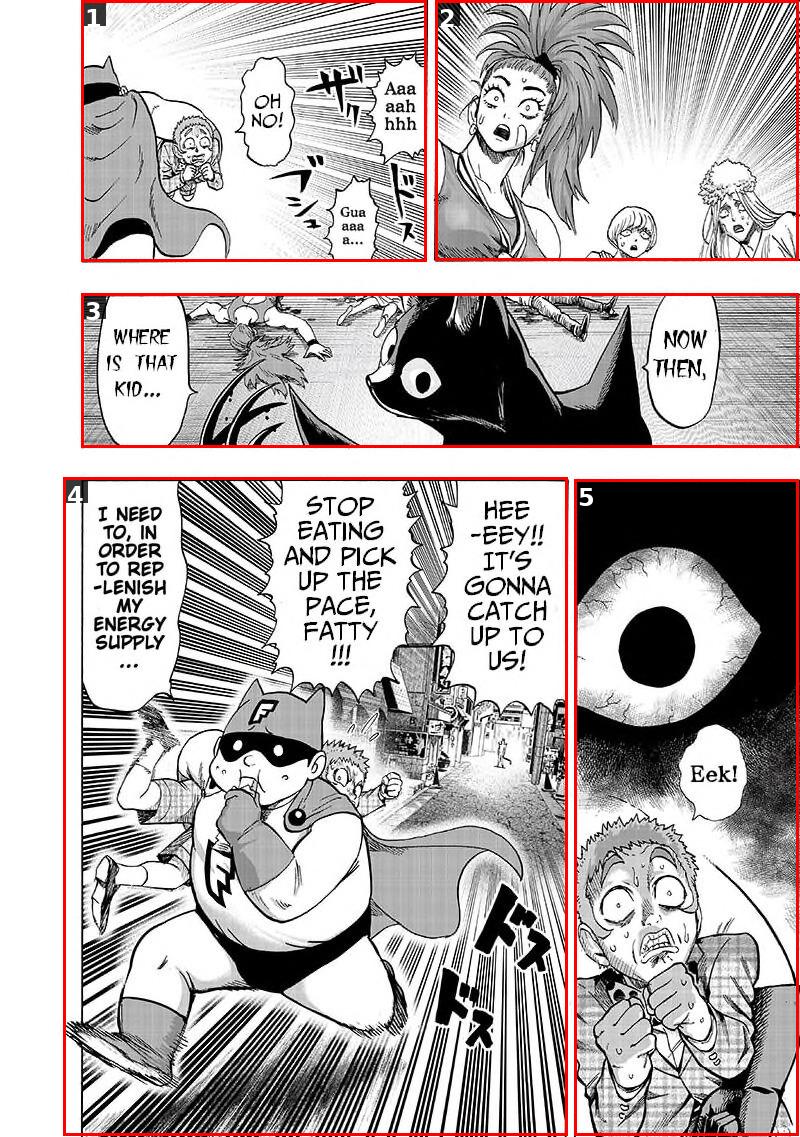 1
Aaa
aah
hhh
ザッ
OH
NO!
ドス
Gua
aaa
a...
ブシュ
2
3
NOW
THEN,
WHERE
IS THAT
KID...
4
HEE
-EEY!!
IT'S
GONNA
CATCH
UP TO
US!
STOP
EATING
AND PICK
UP THE
PACE,
FATTY
!!!
I NEED
TO, IN
ORDER
TO REP
-LENISH
MY
ENERGY
SUPPLY
...
F
F
ドス
ドス
5
Eek!